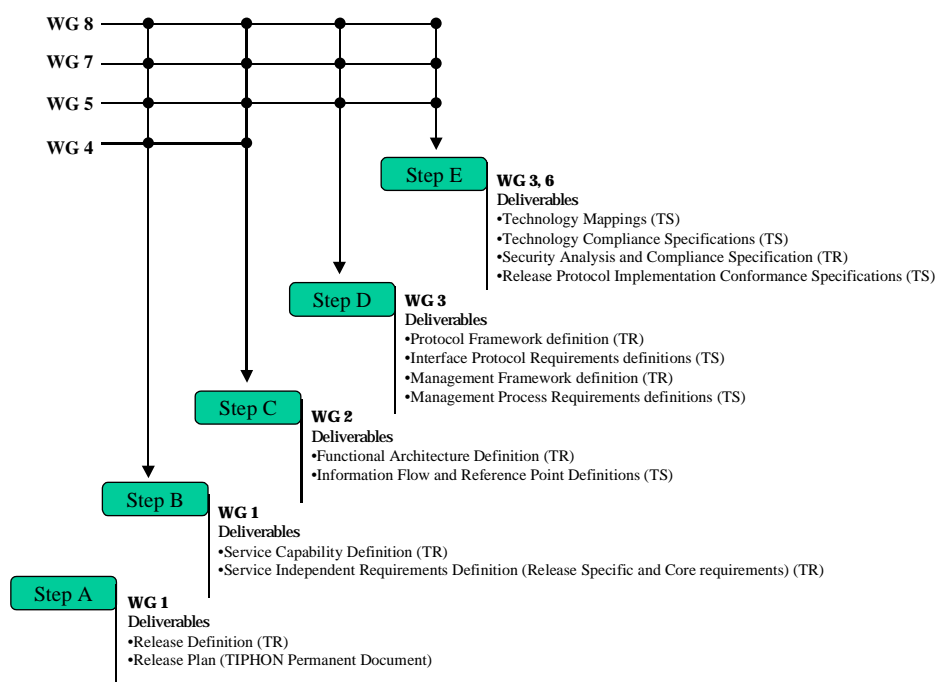 WG 8
WG 7
WG 5
WG 4
Step E
WG 3, 6
Deliverables
•Technology Mappings (TS)
•Technology Compliance Specifications (TS)
•Security Analysis and Compliance Specification (TR)
•Release Protocol Implementation Conformance Specifications (TS)
Step D
WG 3
Deliverables
•Protocol Framework definition (TR)
•Interface Protocol Requirements definitions (TS)
•Management Framework definition (TR)
•Management Process Requirements definitions (TS)
Step C
WG 2
Deliverables
•Functional Architecture Definition (TR)
•Information Flow and Reference Point Definitions (TS)
Step B
WG 1
Deliverables
•Service Capability Definition (TR)
•Service Independent Requirements Definition (Release Specific and Core requirements) (TR)
Step A
WG 1
Deliverables
•Release Definition (TR)
•Release Plan (TIPHON Permanent Document)